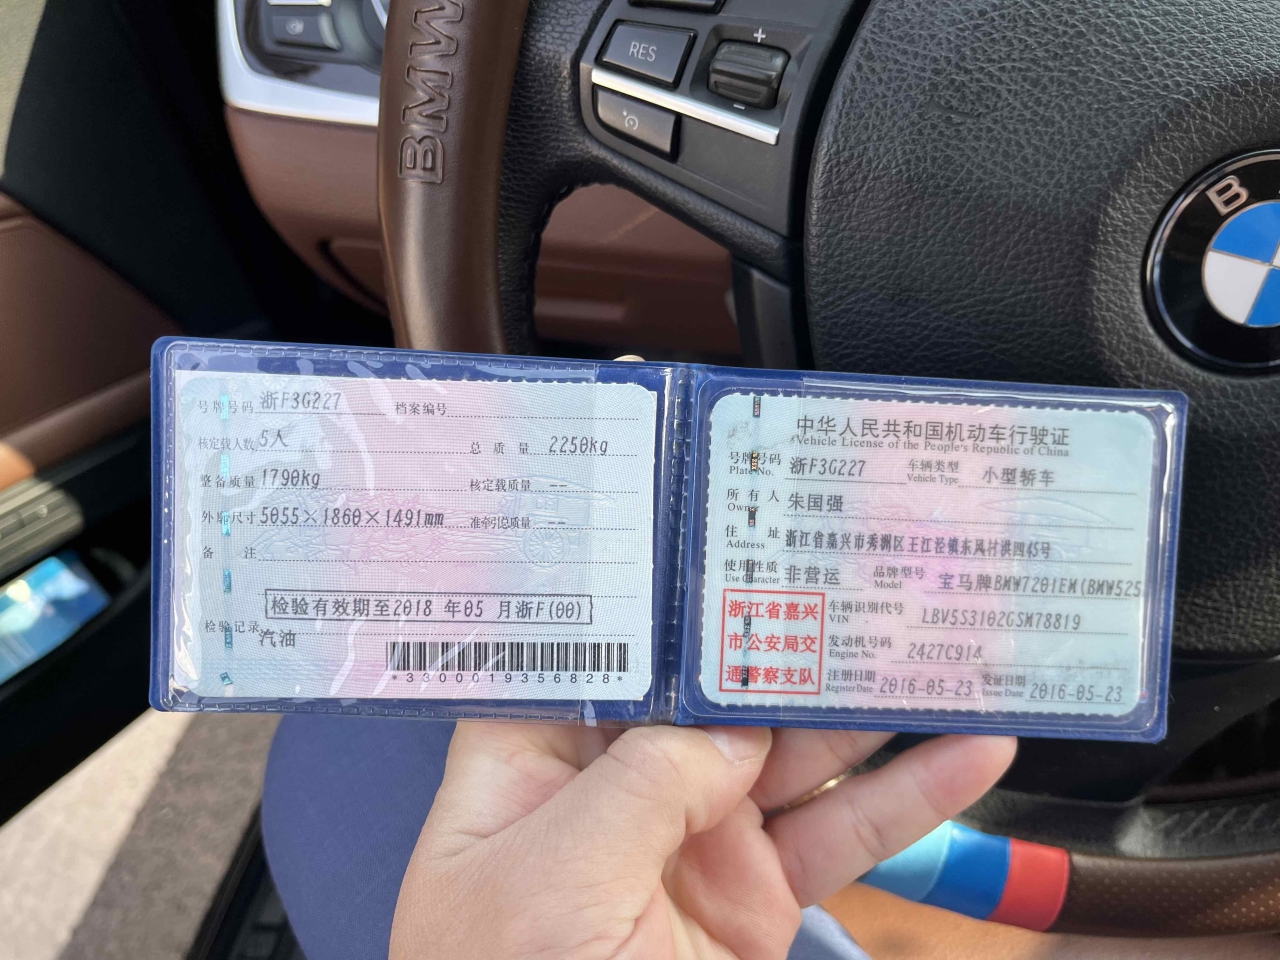 BMW
RES
+
-
B
号牌号码 浙F3G227 档案编号
核定载人数 5人 总质量 2250kg
整备质量 1790kg 核定载质量 --
外廓尺寸 5055×1860×1491mm 准牵引总质量 --
备注
检验有效期至2018 年05 月浙F(00)
检验记录
汽油
*3300019356828*
中华人民共和国机动车行驶证
Vehicle License of the People's Republic of China
号牌号码 浙F3G227 车辆类型 小型轿车
Plate No. Vehicle Type
所有人 朱国强
Owner
住址 浙江省嘉兴市秀洲区王江泾镇东风村洪四45号
Address
使用性质 非营运 品牌型号 宝马牌BMW7201EM(BMW525
Use Character Model
浙江省嘉兴
市公安局交
通警察支队
车辆识别代号 LBV5S3102GSM78819
VIN
发动机号码 2427C914
Engine No.
注册日期 2016-05-23 发证日期 2016-05-23
Register Date Issue Date